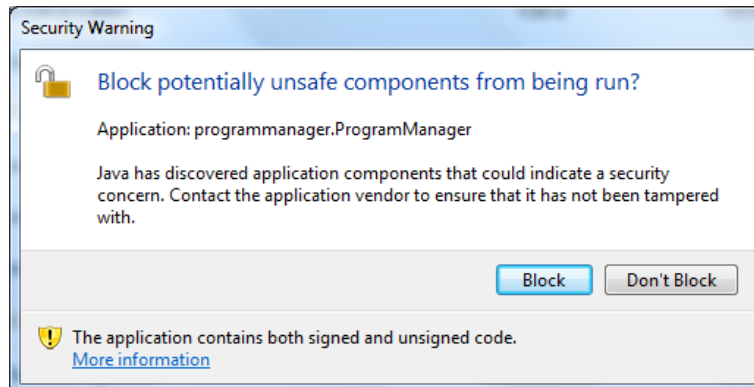 Security Warning
Block potentially unsafe components from being run?
Application: programmanager.ProgramManager
Java has discovered application components that could indicate a security
concern. Contact the application vendor to ensure that it has not been tampered
with.
Block
Don't Block
The application contains both signed and unsigned code.
More information